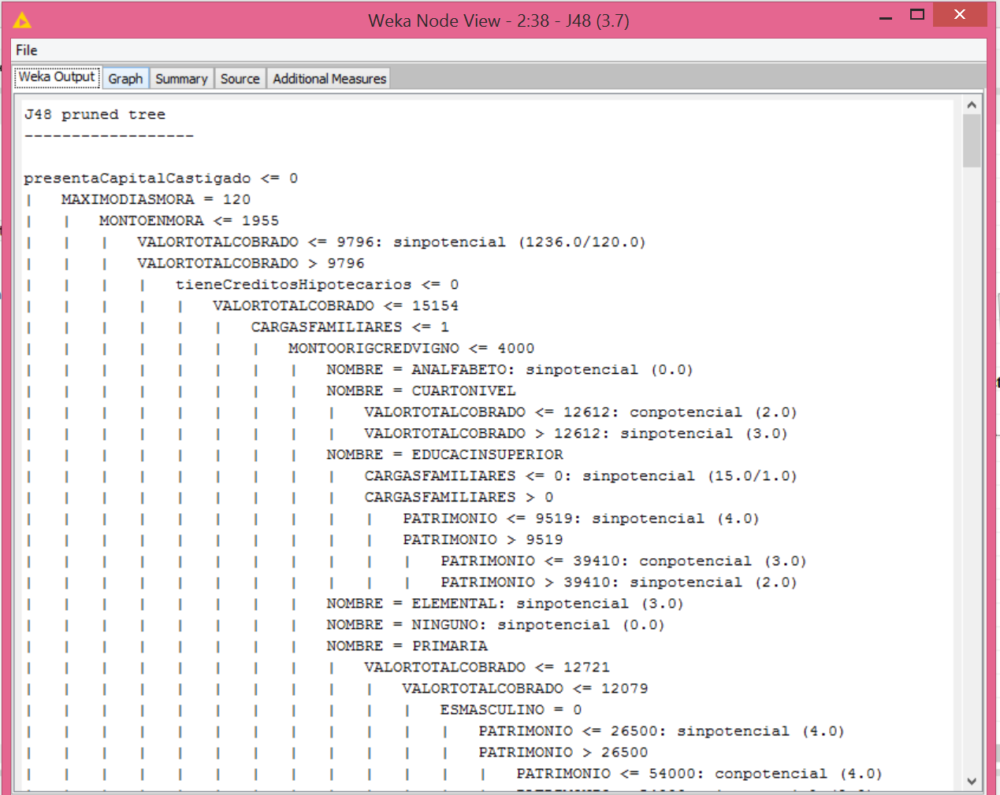 Weka Node View - 2:38 - J48 (3.7)
File
Weka Output Graph Summary Source Additional Measures
J48 pruned tree
------------------
presentaCapitalCastigado <= 0
|   MAXIMODIASMORA = 120
|   |   MONTOENMORA <= 1955
|   |   |   VALORTOTALCOBRADO <= 9796: sinpotencial (1236.0/120.0)
|   |   |   VALORTOTALCOBRADO > 9796
|   |   |   |   tieneCreditosHipotecarios <= 0
|   |   |   |   |   VALORTOTALCOBRADO <= 15154
|   |   |   |   |   |   CARGASFAMILIARES <= 1
|   |   |   |   |   |   |   MONTOORIGCREDVIGNO <= 4000
|   |   |   |   |   |   |   |   NOMBRE = ANALFABETO: sinpotencial (0.0)
|   |   |   |   |   |   |   |   NOMBRE = CUARTONIVEL
|   |   |   |   |   |   |   |   |   VALORTOTALCOBRADO <= 12612: conpotencial (2.0)
|   |   |   |   |   |   |   |   |   VALORTOTALCOBRADO > 12612: sinpotencial (3.0)
|   |   |   |   |   |   |   |   NOMBRE = EDUCACINSUPERIOR
|   |   |   |   |   |   |   |   |   CARGASFAMILIARES <= 0: sinpotencial (15.0/1.0)
|   |   |   |   |   |   |   |   |   CARGASFAMILIARES > 0
|   |   |   |   |   |   |   |   |   |   PATRIMONIO <= 9519: sinpotencial (4.0)
|   |   |   |   |   |   |   |   |   |   PATRIMONIO > 9519
|   |   |   |   |   |   |   |   |   |   |   PATRIMONIO <= 39410: conpotencial (3.0)
|   |   |   |   |   |   |   |   |   |   |   PATRIMONIO > 39410: sinpotencial (2.0)
|   |   |   |   |   |   |   |   NOMBRE = ELEMENTAL: sinpotencial (3.0)
|   |   |   |   |   |   |   |   NOMBRE = NINGUNO: sinpotencial (0.0)
|   |   |   |   |   |   |   |   NOMBRE = PRIMARIA
|   |   |   |   |   |   |   |   |   VALORTOTALCOBRADO <= 12721
|   |   |   |   |   |   |   |   |   |   VALORTOTALCOBRADO <= 12079
|   |   |   |   |   |   |   |   |   |   |   ESMASCULINO = 0
|   |   |   |   |   |   |   |   |   |   |   |   PATRIMONIO <= 26500: sinpotencial (4.0)
|   |   |   |   |   |   |   |   |   |   |   |   PATRIMONIO > 26500
|   |   |   |   |   |   |   |   |   |   |   |   |   PATRIMONIO <= 54000: conpotencial (4.0)